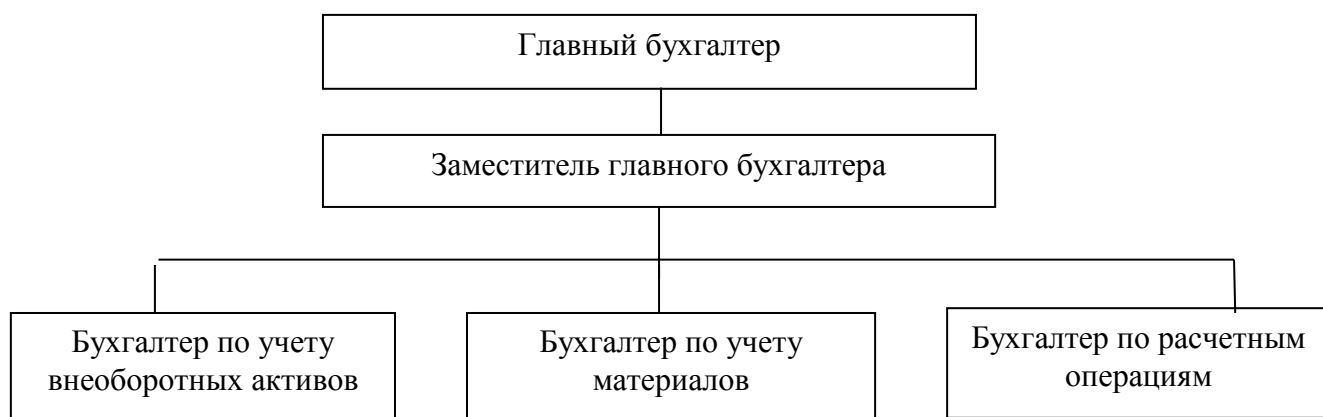 Главный бухгалтер
Заместитель главного бухгалтера
Бухгалтер по учету
внеоборотных активов
Бухгалтер по учету
материалов
Бухгалтер по расчетным
операциям